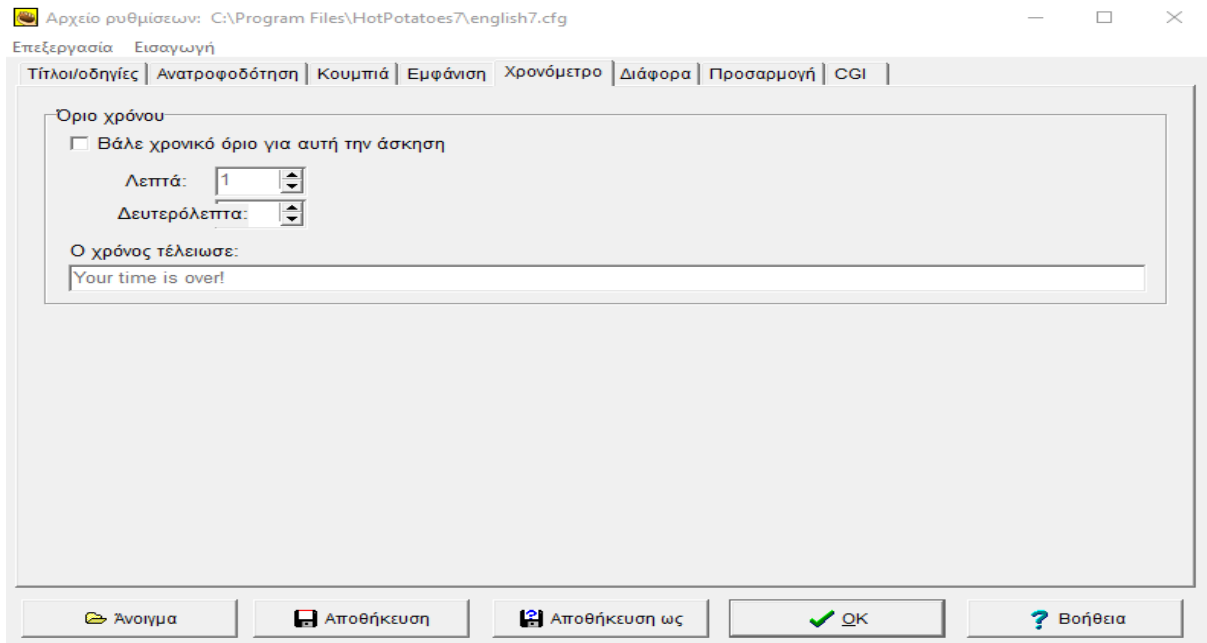 Αρχείο ρυθμίσεων: C:\Program Files\HotPotatoes7\english7.cfg
Επεξεργασία Εισαγωγή
Τίτλοι/οδηγίες Ανατροφοδότηση Κουμπιά Εμφάνιση Χρονόμετρο Διάφορα Προσαρμογή CGI
Όριο χρόνου
Βάλε χρονικό όριο για αυτή την άσκηση
Λεπτά: 1
Δευτερόλεπτα:
Ο χρόνος τέλειωσε:
Your time is over!
Άνοιγμα Αποθήκευση Αποθήκευση ως OK Βοήθεια